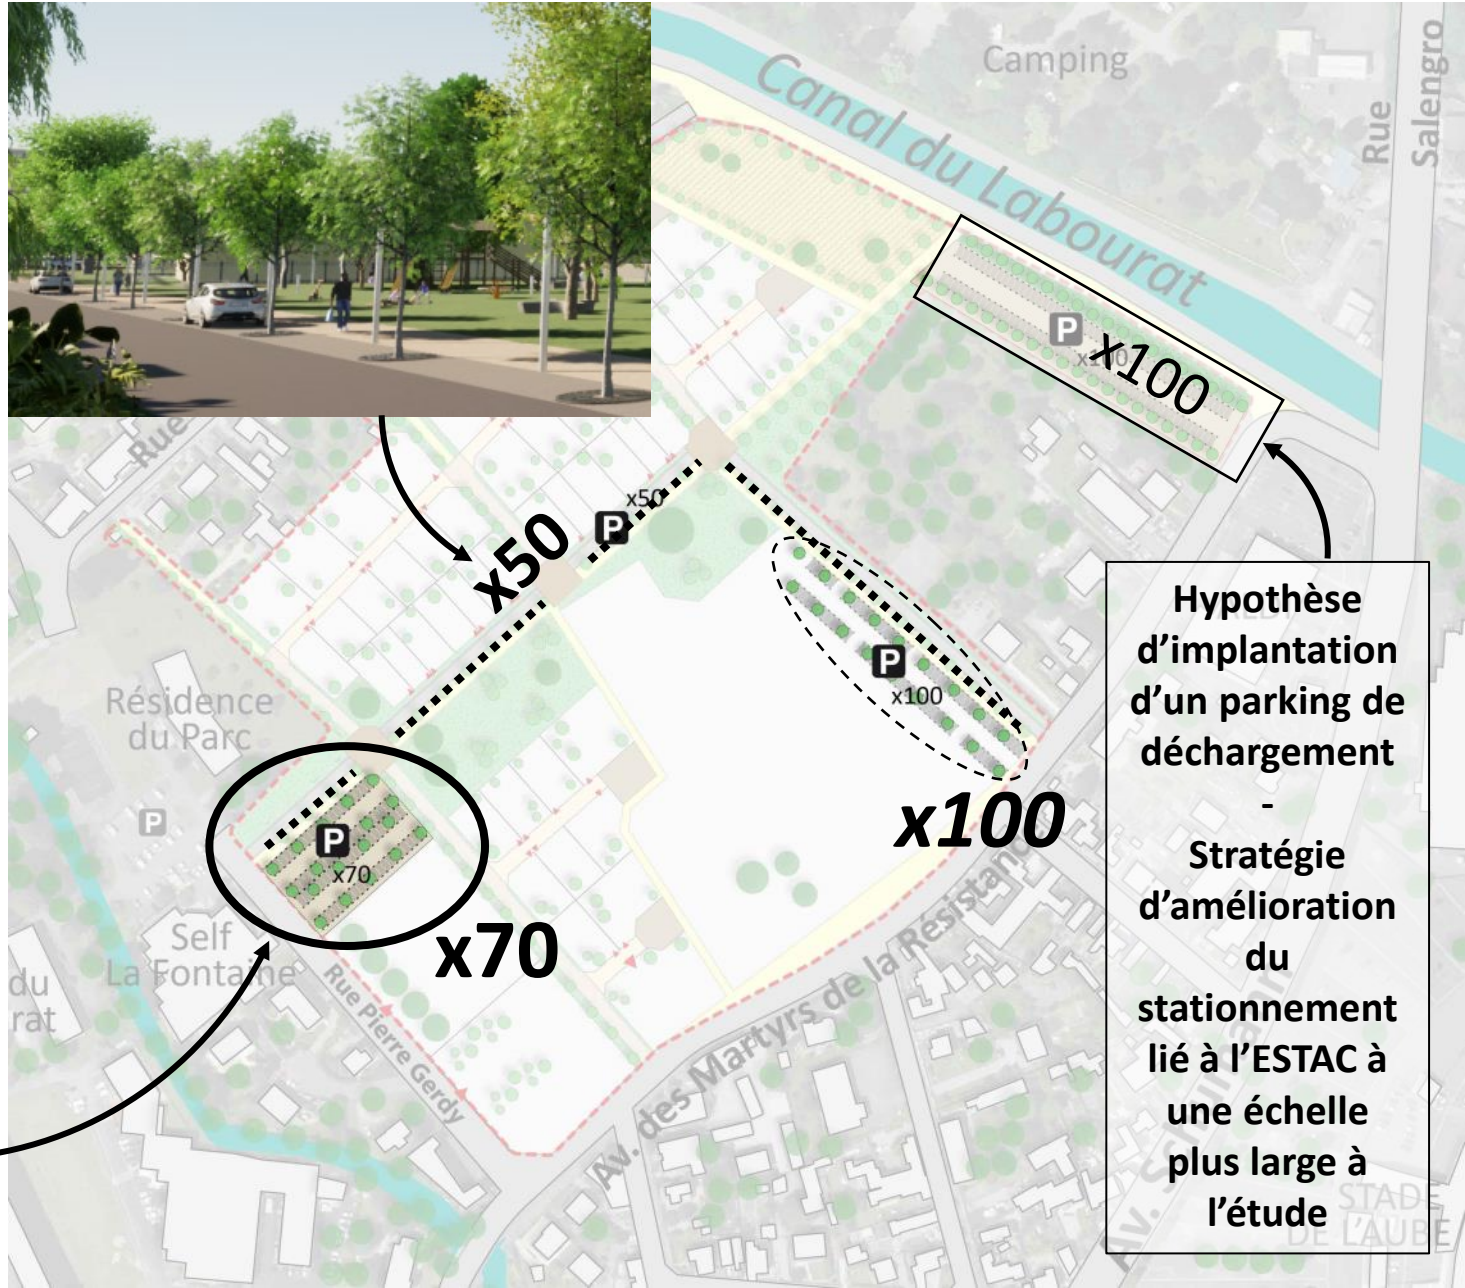 Camping
Rue
Salengro
Canal du Labourat
P
x100
Rue
x50
P
x50
P
x100
x100
Résidence
du Parc
P
P
x70
x70
Self
La Fontaine
du
rat
Rue Pierre Gerdy
Av. des Martyrs de la Résistan
Hypothèse
d’implantation
d’un parking de
déchargement
-
Stratégie
d’amélioration
du
stationnement
lié à l’ESTAC à
une échelle
plus large à
l’étude
Av.
STADE
DE L'AUBE